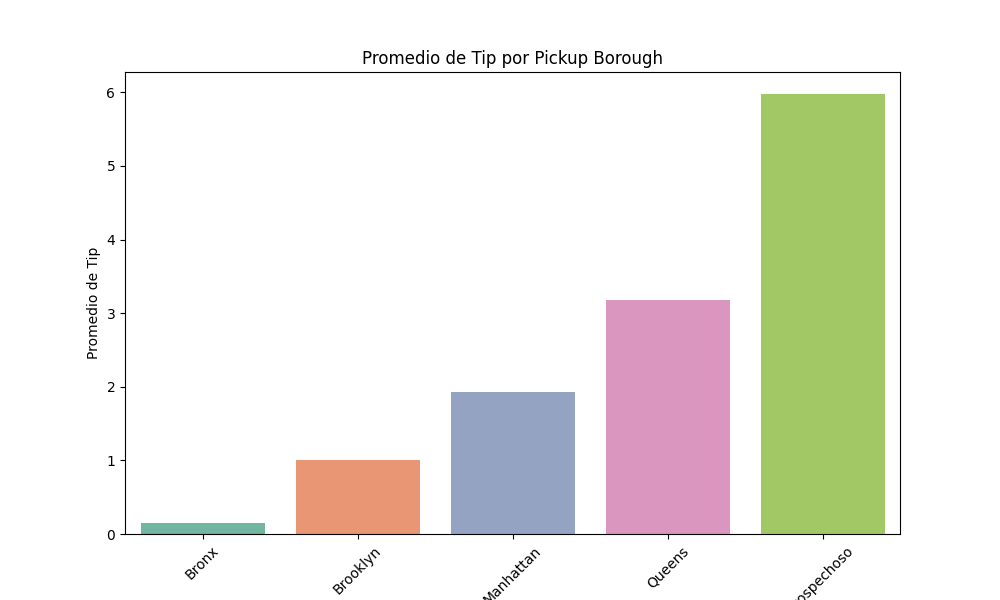 Promedio de Tip por Pickup Borough
Promedio de Tip
6
5
4
3
2
1
0
Bronx
Brooklyn
Manhattan
Queens
ospechoso